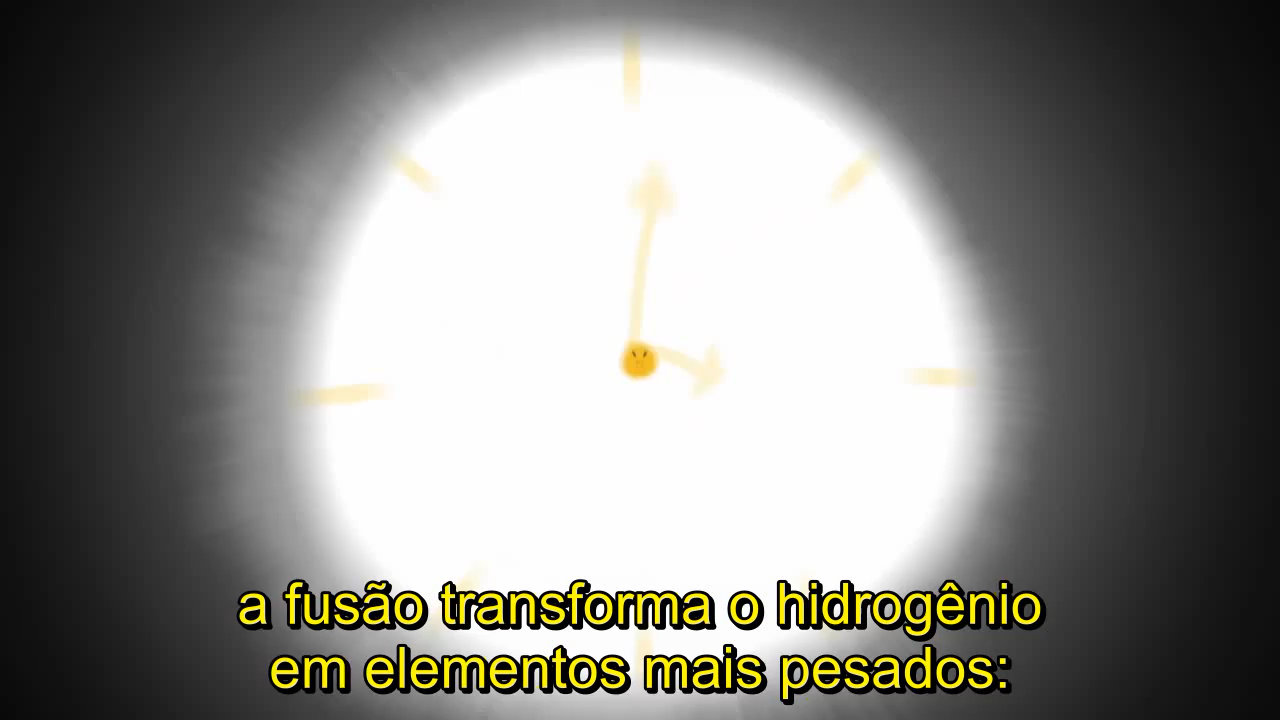 a fusão transforma o hidrogênio
em elementos mais pesados: